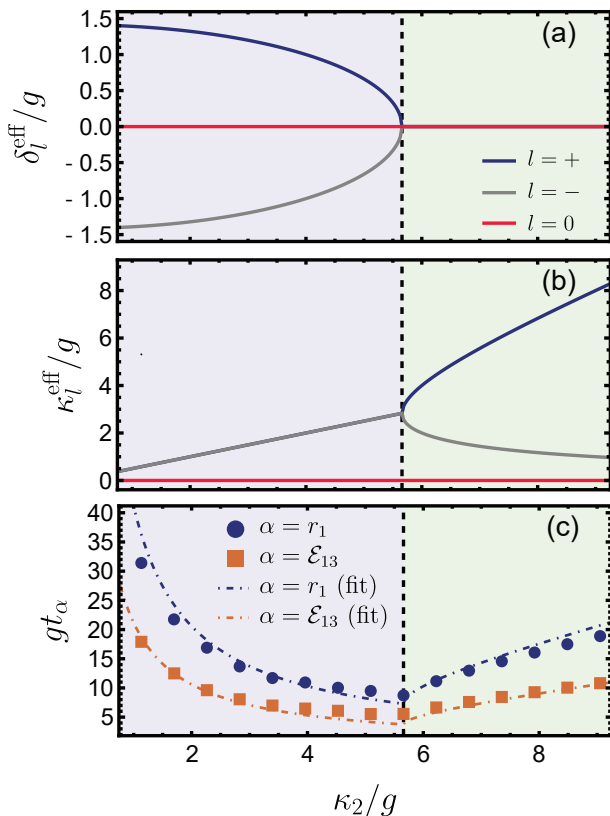 (a)
δ_l^eff/g
1.5
1.0
0.5
0.0
- 0.5
- 1.0
- 1.5
l = +
l = −
l = 0
(b)
κ_l^eff/g
8
6
4
2
0
(c)
gt_α
40
35
30
25
20
15
10
5
α = r_1
α = ℰ_13
α = r_1 (fit)
α = ℰ_13 (fit)
2 4 6 8
κ_2/g